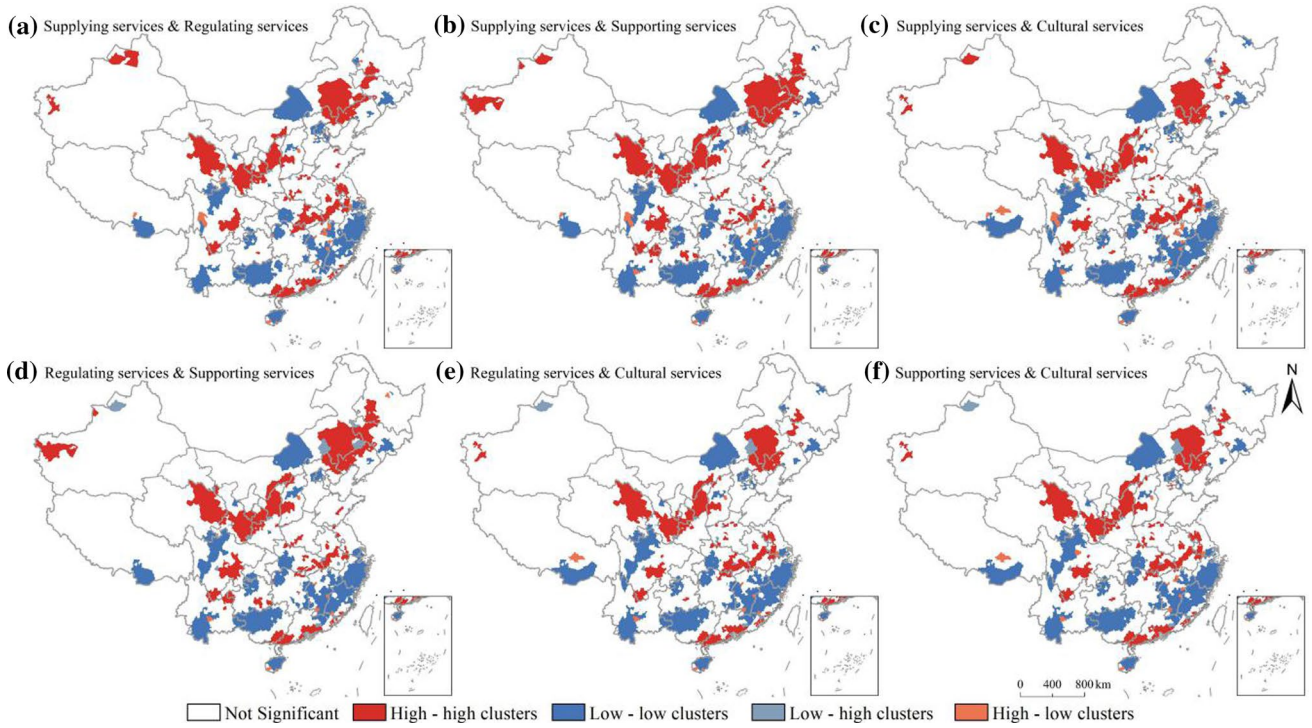 (a) Supplying services & Regulating services
(b) Supplying services & Supporting services
(c) Supplying services & Cultural services
(d) Regulating services & Supporting services
(e) Regulating services & Cultural services
(f) Supporting services & Cultural services
N
0 400 800 km
Not Significant
High - high clusters
Low - low clusters
Low - high clusters
High - low clusters